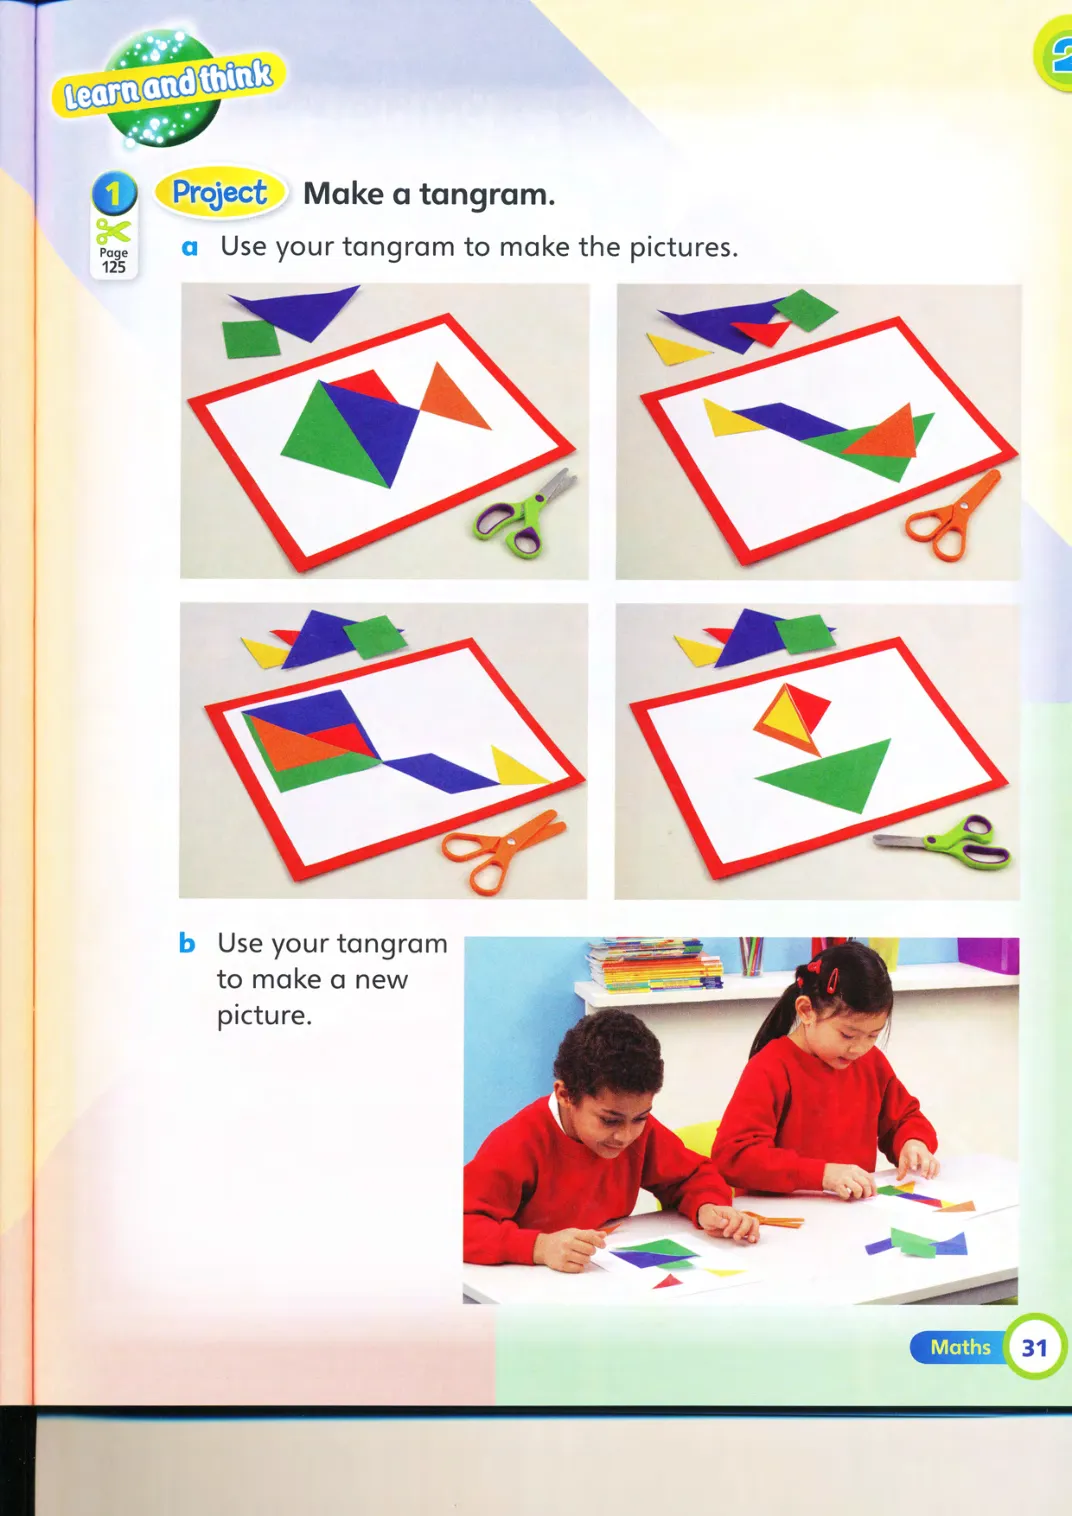 Learn and think
2
1 Project Make a tangram.
Page
125
a Use your tangram to make the pictures.
b Use your tangram
to make a new
picture.
Maths 31